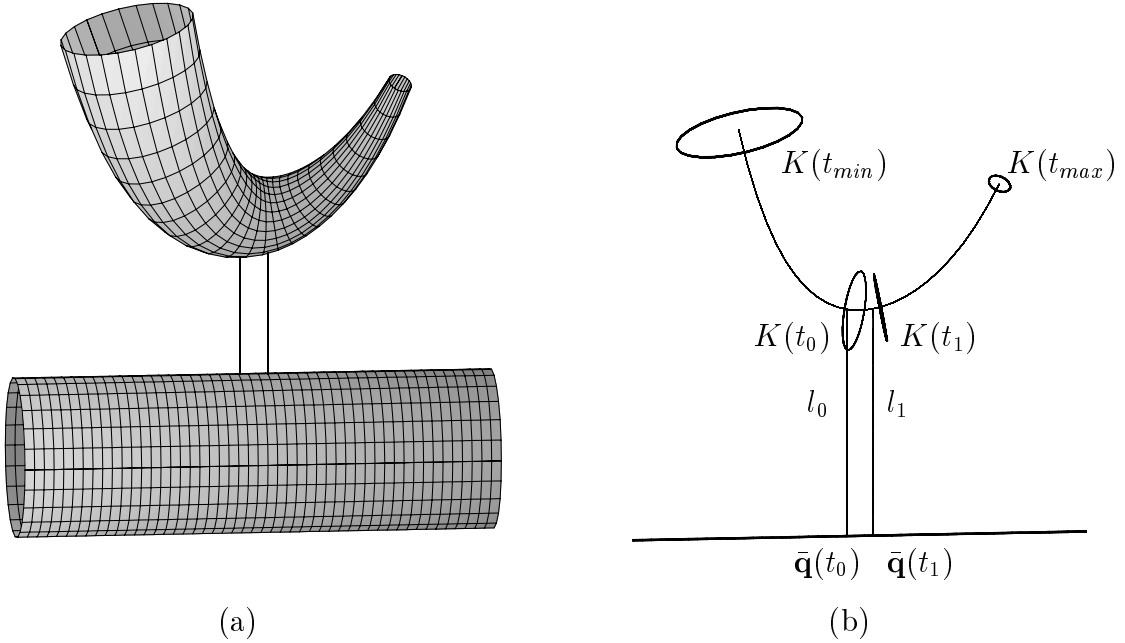 K(t_{min})
K(t_{max})
K(t_0)
K(t_1)
l_0
l_1
q̄(t_0)
q̄(t_1)
(a)
(b)